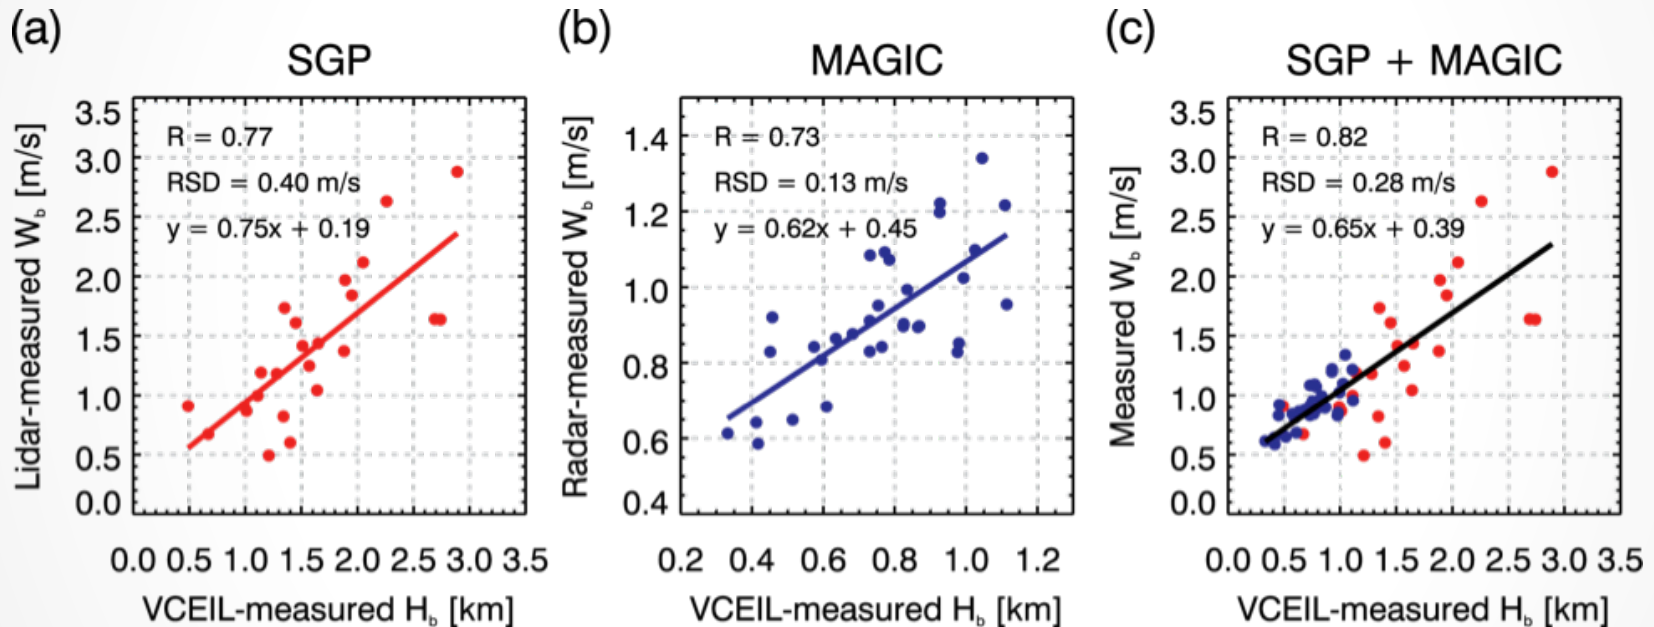 (a)
SGP
R = 0.77
RSD = 0.40 m/s
y = 0.75x + 0.19
Lidar-measured W_b [m/s]
3.5
3.0
2.5
2.0
1.5
1.0
0.5
0.0
0.0 0.5 1.0 1.5 2.0 2.5 3.0 3.5
VCEIL-measured H_b [km]
(b)
MAGIC
R = 0.73
RSD = 0.13 m/s
y = 0.62x + 0.45
Radar-measured W_b [m/s]
1.4
1.2
1.0
0.8
0.6
0.4
0.2 0.4 0.6 0.8 1.0 1.2
VCEIL-measured H_b [km]
(c)
SGP + MAGIC
R = 0.82
RSD = 0.28 m/s
y = 0.65x + 0.39
Measured W_b [m/s]
3.5
3.0
2.5
2.0
1.5
1.0
0.5
0.0
0.0 0.5 1.0 1.5 2.0 2.5 3.0 3.5
VCEIL-measured H_b [km]